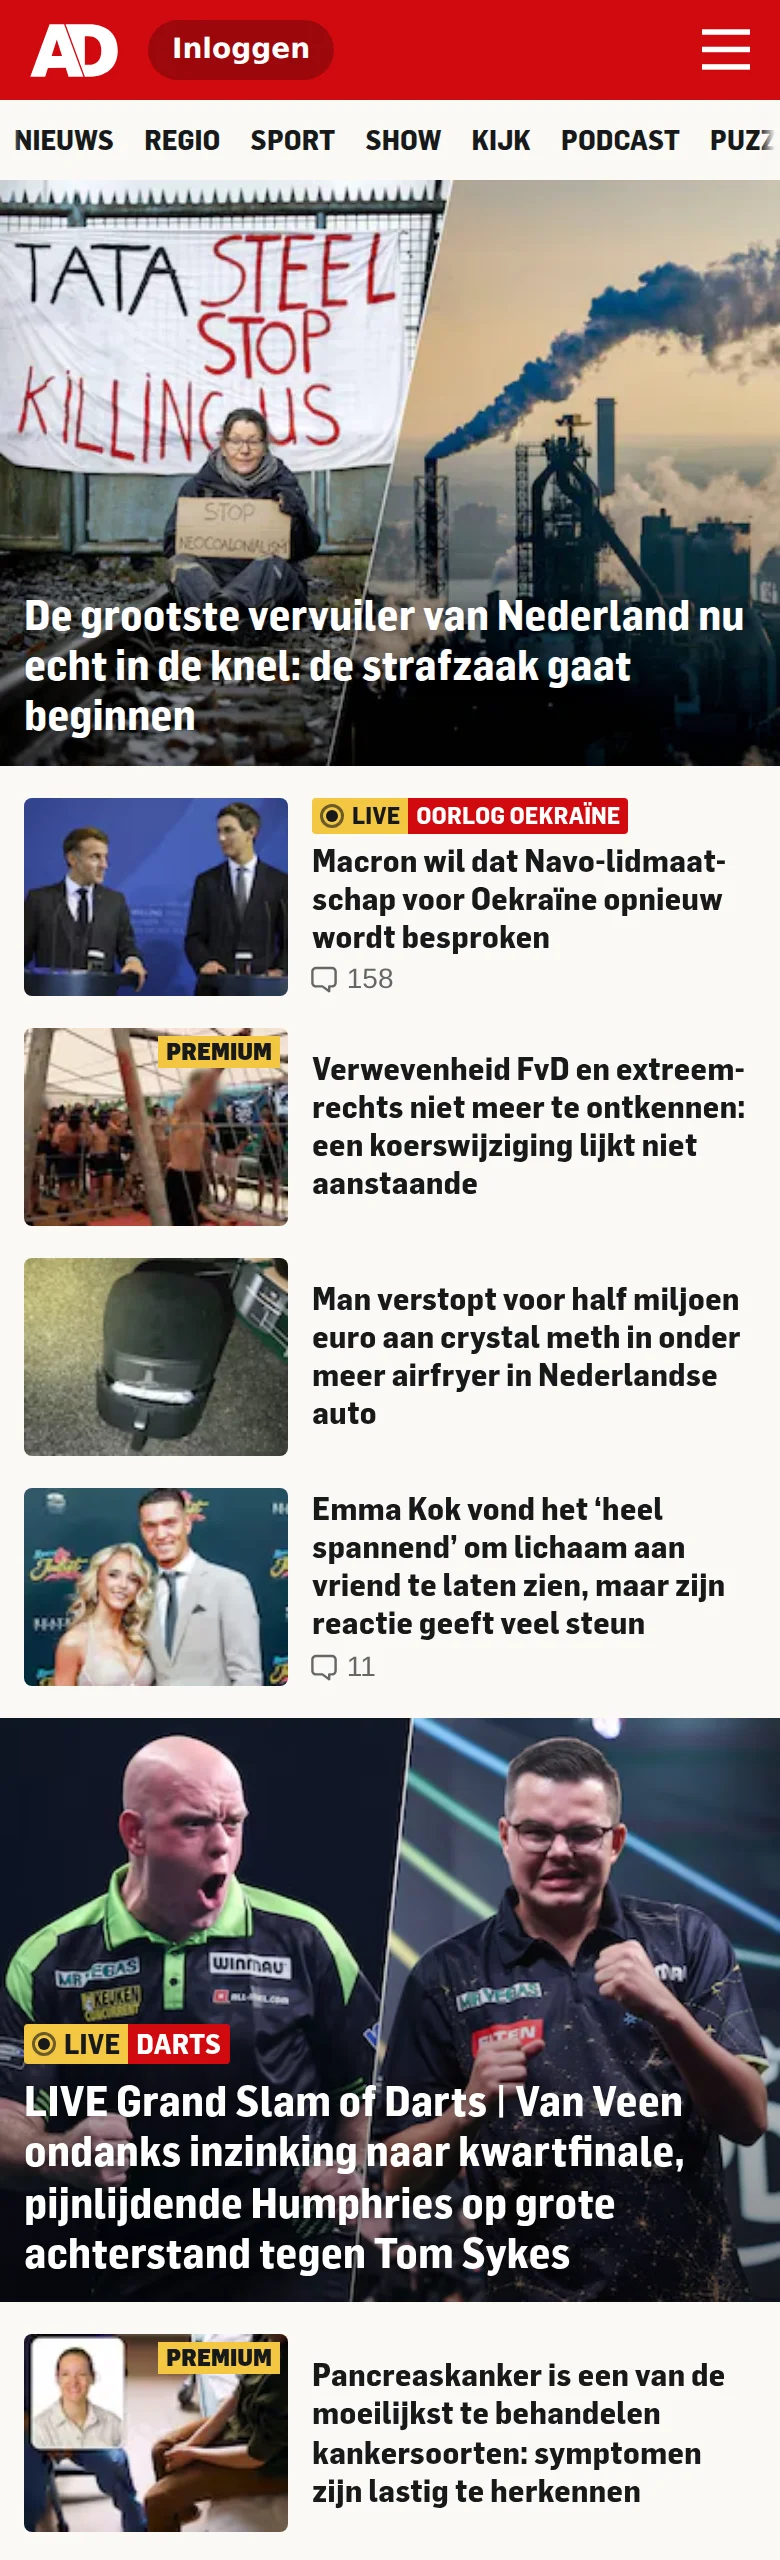 AD
Inloggen
NIEUWS REGIO SPORT SHOW KIJK PODCAST PUZZ
TATA STEEL
STOP
KILLING US
STOP
NEOCOALONIALISM
De grootste vervuiler van Nederland nu
echt in de knel: de strafzaak gaat
beginnen
LIVE OORLOG OEKRAÏNE
Macron wil dat Navo-lidmaat-
schap voor Oekraïne opnieuw
wordt besproken
158
PREMIUM
Verwevenheid FvD en extreem-
rechts niet meer te ontkennen:
een koerswijziging lijkt niet
aanstaande
Man verstopt voor half miljoen
euro aan crystal meth in onder
meer airfryer in Nederlandse
auto
Emma Kok vond het ‘heel
spannend’ om lichaam aan
vriend te laten zien, maar zijn
reactie geeft veel steun
11
MR VEGAS
WINMAU
KEUKEN
CONCURRENT
MR VEGAS
ELTEN
LIVE DARTS
LIVE Grand Slam of Darts | Van Veen
ondanks inzinking naar kwartfinale,
pijnlijdende Humphries op grote
achterstand tegen Tom Sykes
PREMIUM
Pancreaskanker is een van de
moeilijkst te behandelen
kankersoorten: symptomen
zijn lastig te herkennen